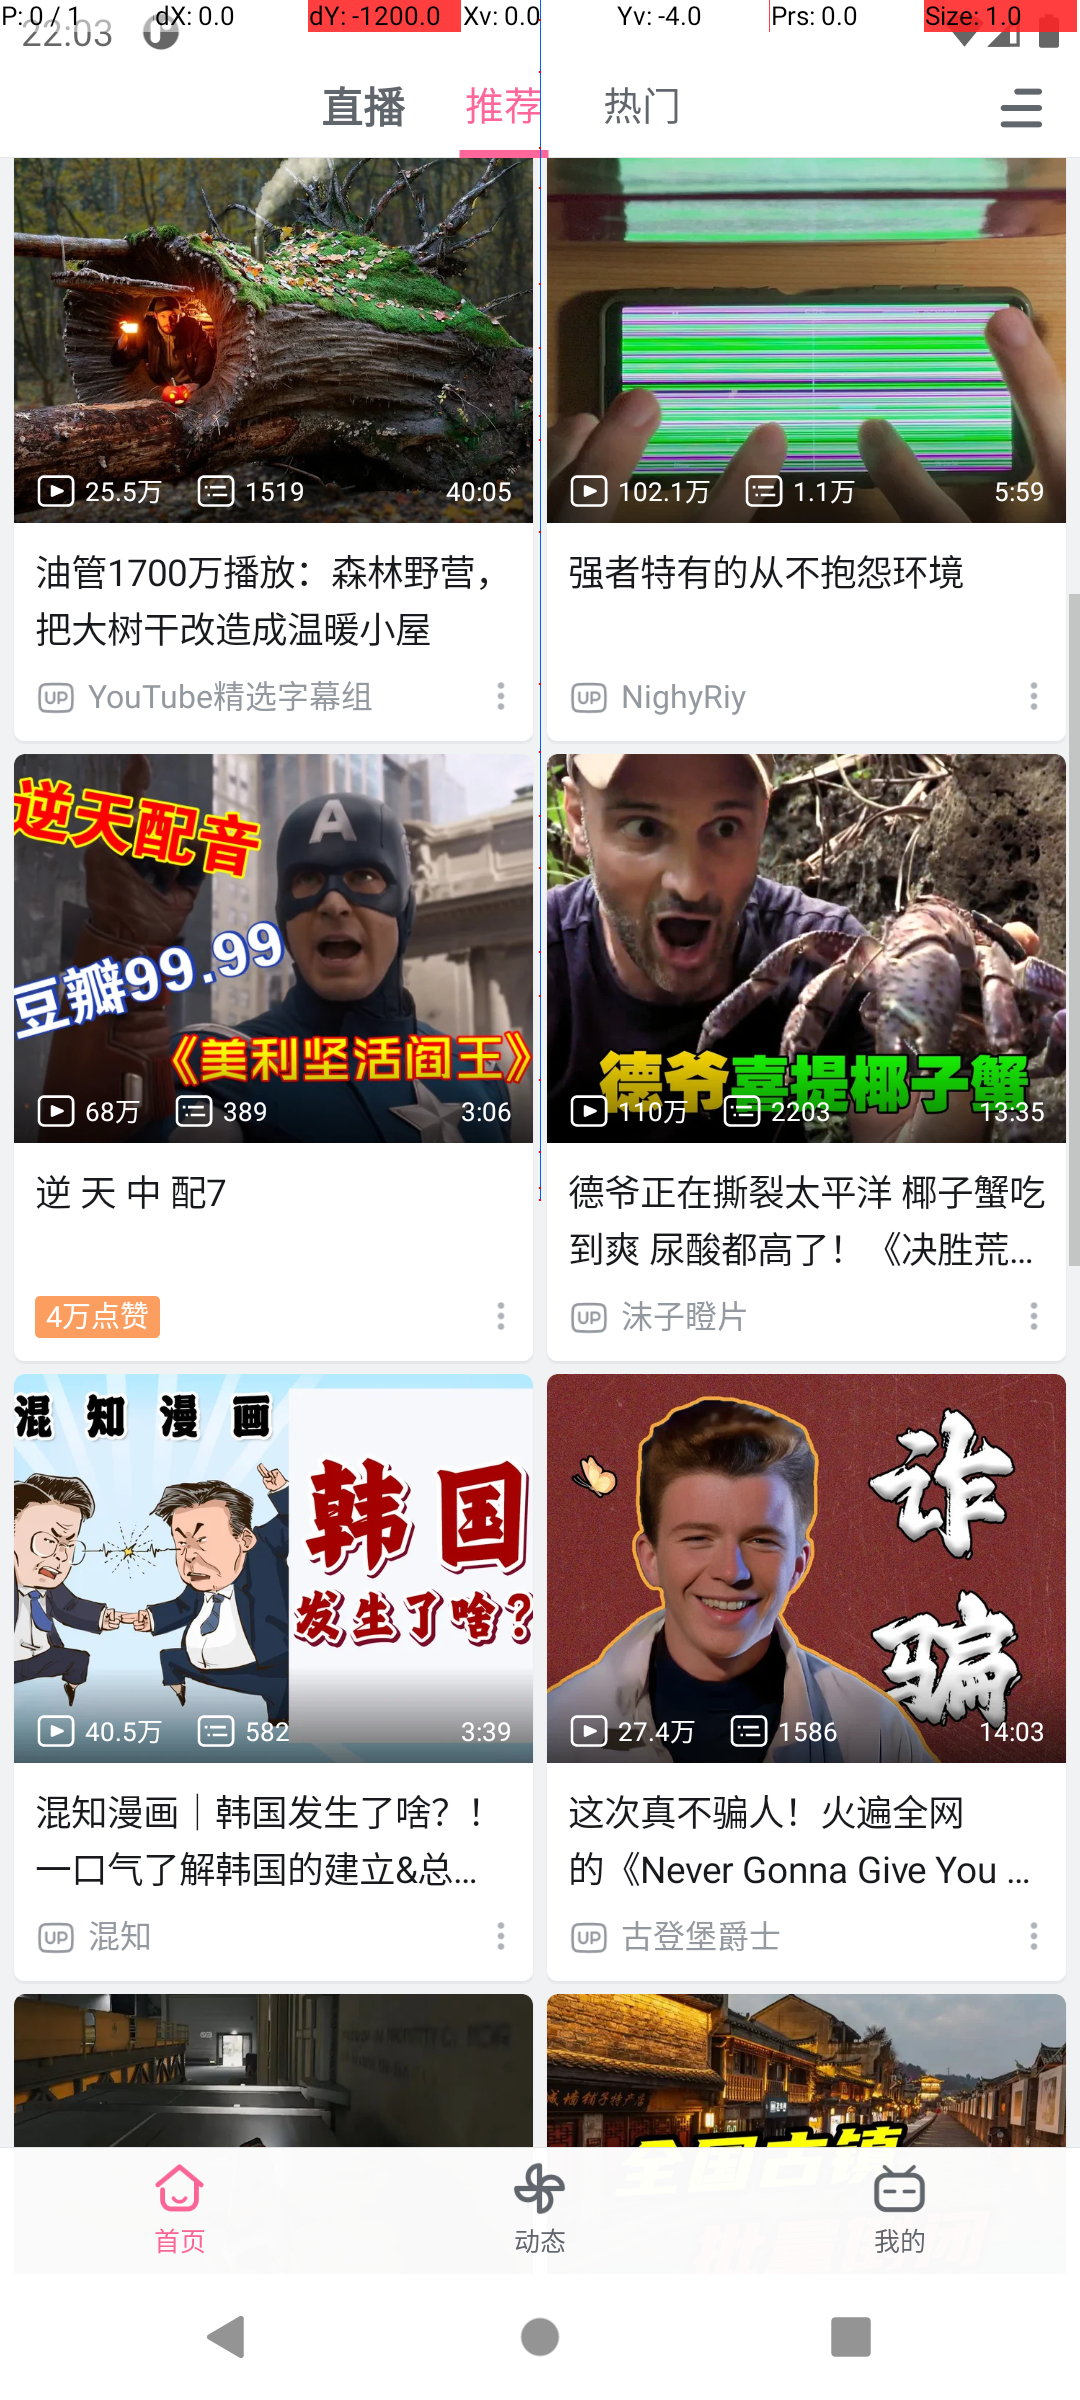 P: 0 / 1 dX: 0.0 dY: -1200.0 Xv: 0.0 Yv: -4.0 Prs: 0.0 Size: 1.0
22:03
直播 推荐 热门
25.5万 1519 40:05
油管1700万播放：森林野营，
把大树干改造成温暖小屋
UP YouTube精选字幕组
102.1万 1.1万 5:59
强者特有的从不抱怨环境
UP NighyRiy
逆天配音
A
豆瓣99.99
《美利坚活阎王》
68万 389 3:06
逆 天 中 配7
4万点赞
德爷喜提椰子蟹
110万 2203 13:35
德爷正在撕裂太平洋 椰子蟹吃
到爽 尿酸都高了！《决胜荒...
UP 沫子瞪片
混知漫画
韩国
发生了啥?
40.5万 582 3:39
混知漫画｜韩国发生了啥？！
一口气了解韩国的建立&总...
UP 混知
诈
骗
27.4万 1586 14:03
这次真不骗人！火遍全网
的《Never Gonna Give You ...
UP 古登堡爵士
全国古镇
首页 动态 我的